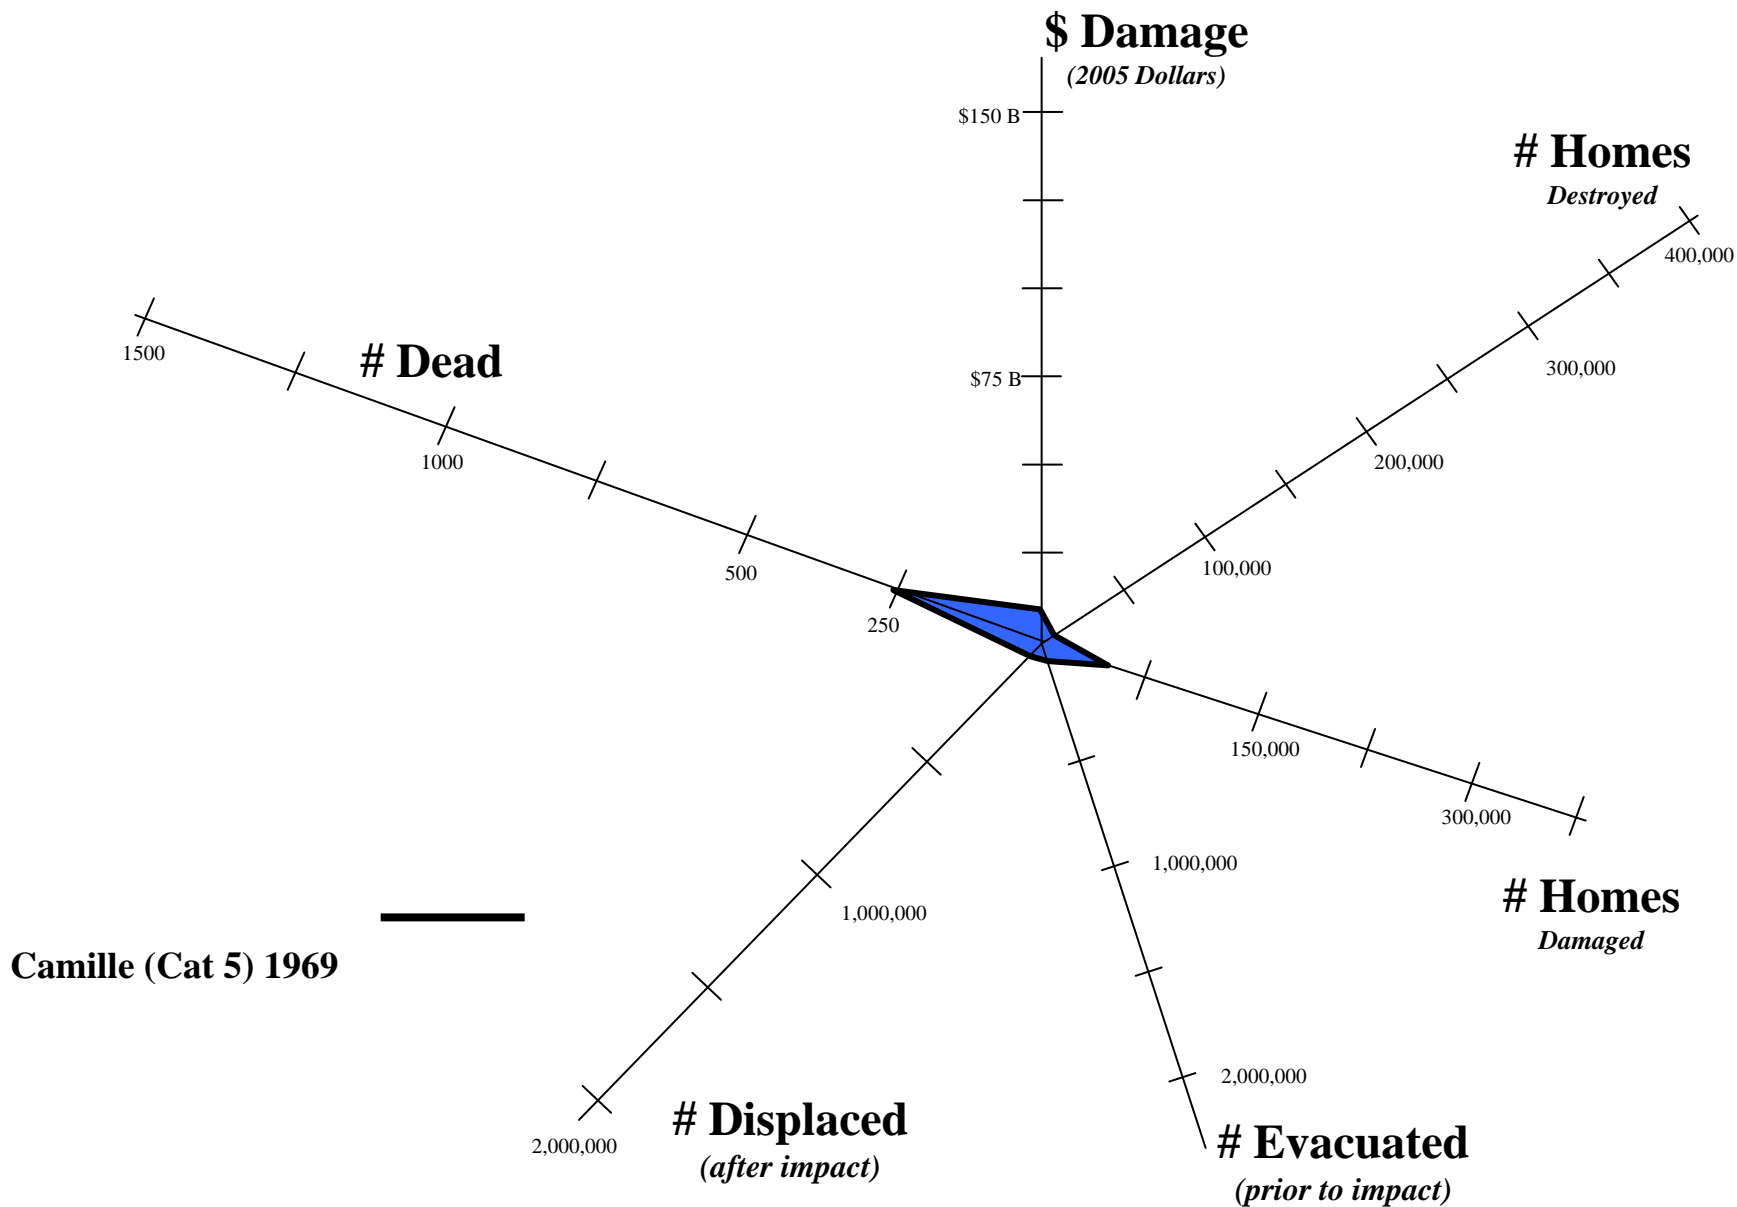 $ Damage
(2005 Dollars)
$150 B
# Homes
Destroyed
400,000
1500
# Dead
300,000
$75 B
1000
200,000
500
100,000
250
150,000
300,000
1,000,000
# Homes
Damaged
1,000,000
Camille (Cat 5) 1969
2,000,000
# Displaced
(after impact)
2,000,000
# Evacuated
(prior to impact)